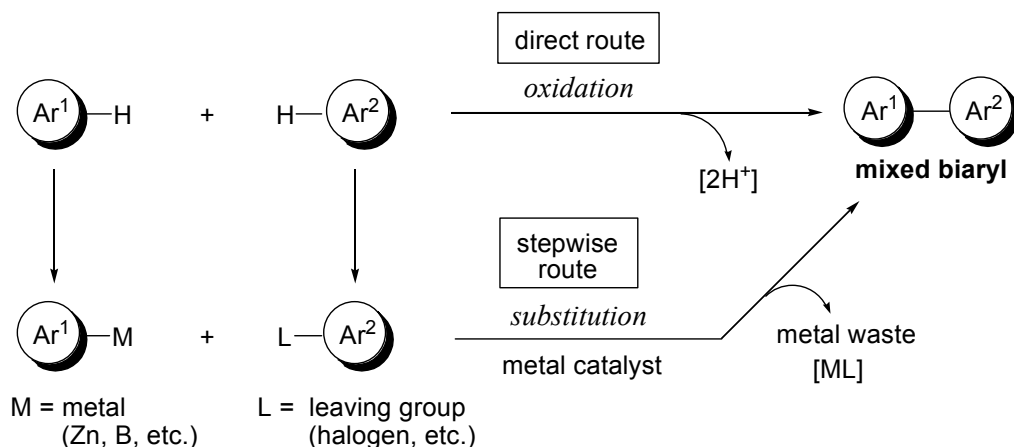 direct route
oxidation
Ar¹—H + H—Ar²
[2H⁺]
Ar¹—Ar²
mixed biaryl
stepwise
route
substitution
metal catalyst
Ar¹—M + L—Ar²
metal waste
[ML]
M = metal
(Zn, B, etc.)
L = leaving group
(halogen, etc.)